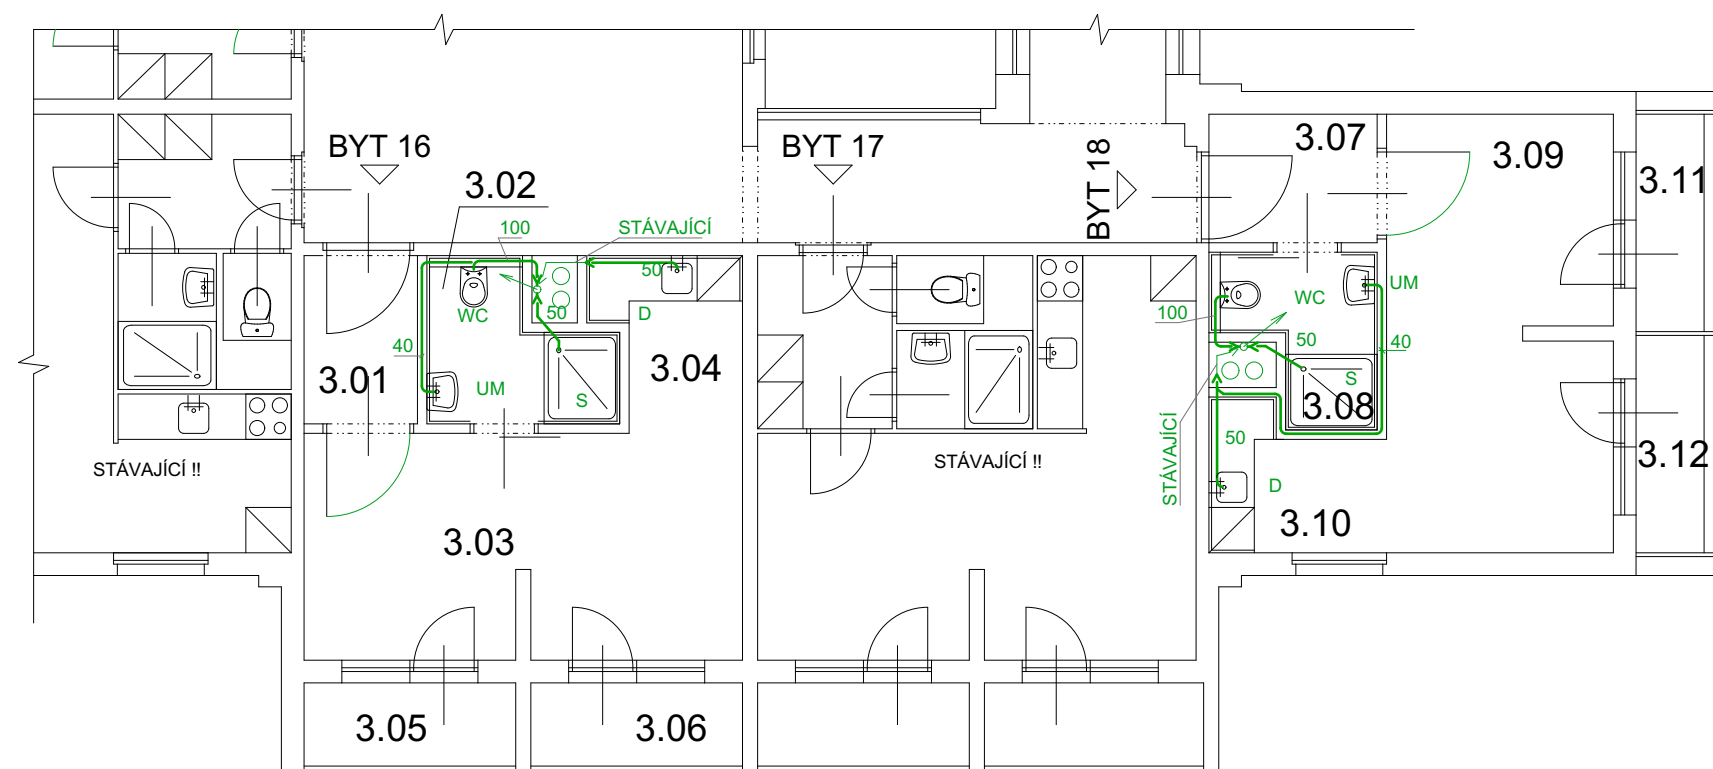 BYT 16
BYT 17
BYT 18
3.07
3.09
3.11
3.02
100
STÁVAJÍCÍ
50
WC
50
D
40
3.01
UM
S
3.04
WC
UM
100
50
40
S
3.08
STÁVAJÍCÍ
50
D
3.12
STÁVAJÍCÍ !!
STÁVAJÍCÍ !!
3.10
3.03
3.05
3.06